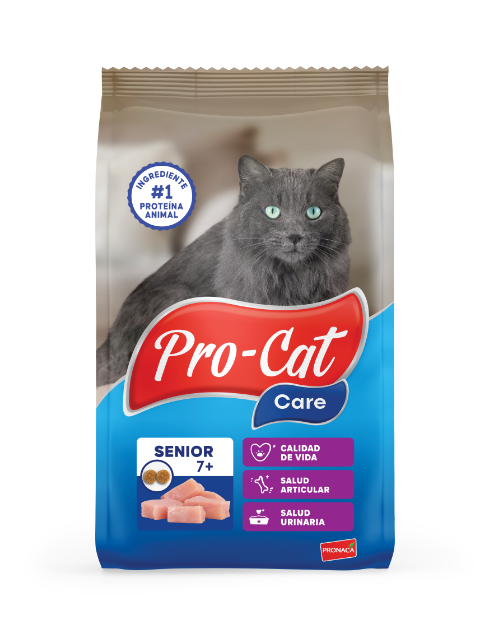 INGREDIENTE
#1
PROTEÍNA
ANIMAL
Pro-Cat
Care
SENIOR
7+
CALIDAD
DE VIDA
SALUD
ARTICULAR
SALUD
URINARIA
PRONACA